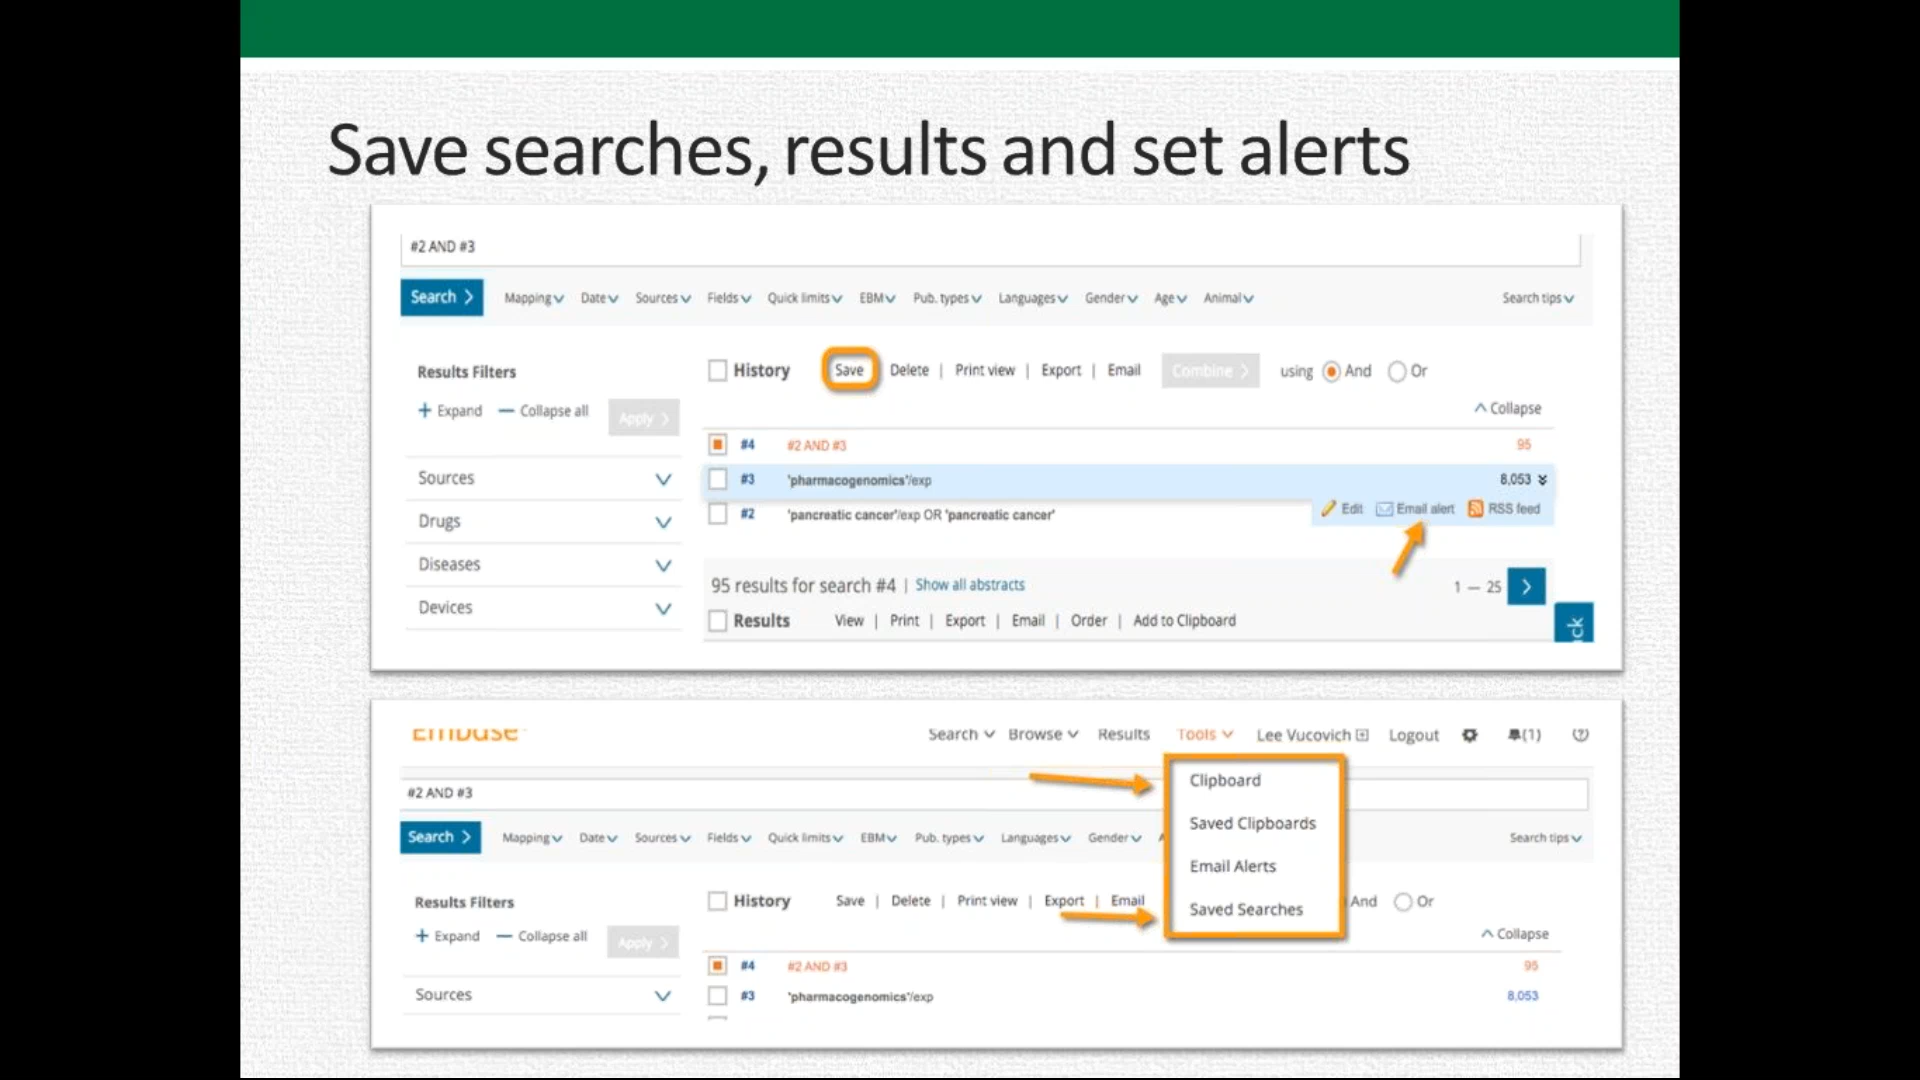 Save searches, results and set alerts
#2 AND #3
Search Mapping Date Sources Fields Quick limits EBM Pub. types Languages Gender Age Animal Search tips
Results Filters
+ Expand — Collapse all Apply
Sources
Drugs
Diseases
Devices
History Save Delete | Print view | Export | Email Combine using And Or
Collapse
#4 #2 AND #3 95
#3 'pharmacogenomics'/exp 8,053
#2 'pancreatic cancer'/exp OR 'pancreatic cancer'
Edit Email alert RSS feed
95 results for search #4 | Show all abstracts 1 — 25
Results View | Print | Export | Email | Order | Add to Clipboard
ck
Embase Search Browse Results Tools Lee Vucovich Logout (1)
Clipboard
Saved Clipboards
Email Alerts
Saved Searches
#2 AND #3
Search Mapping Date Sources Fields Quick limits EBM Pub. types Languages Gender Search tips
Results Filters
+ Expand — Collapse all Apply
Sources
History Save | Delete | Print view | Export | Email And Or
Collapse
#4 #2 AND #3 95
#3 'pharmacogenomics'/exp 8,053